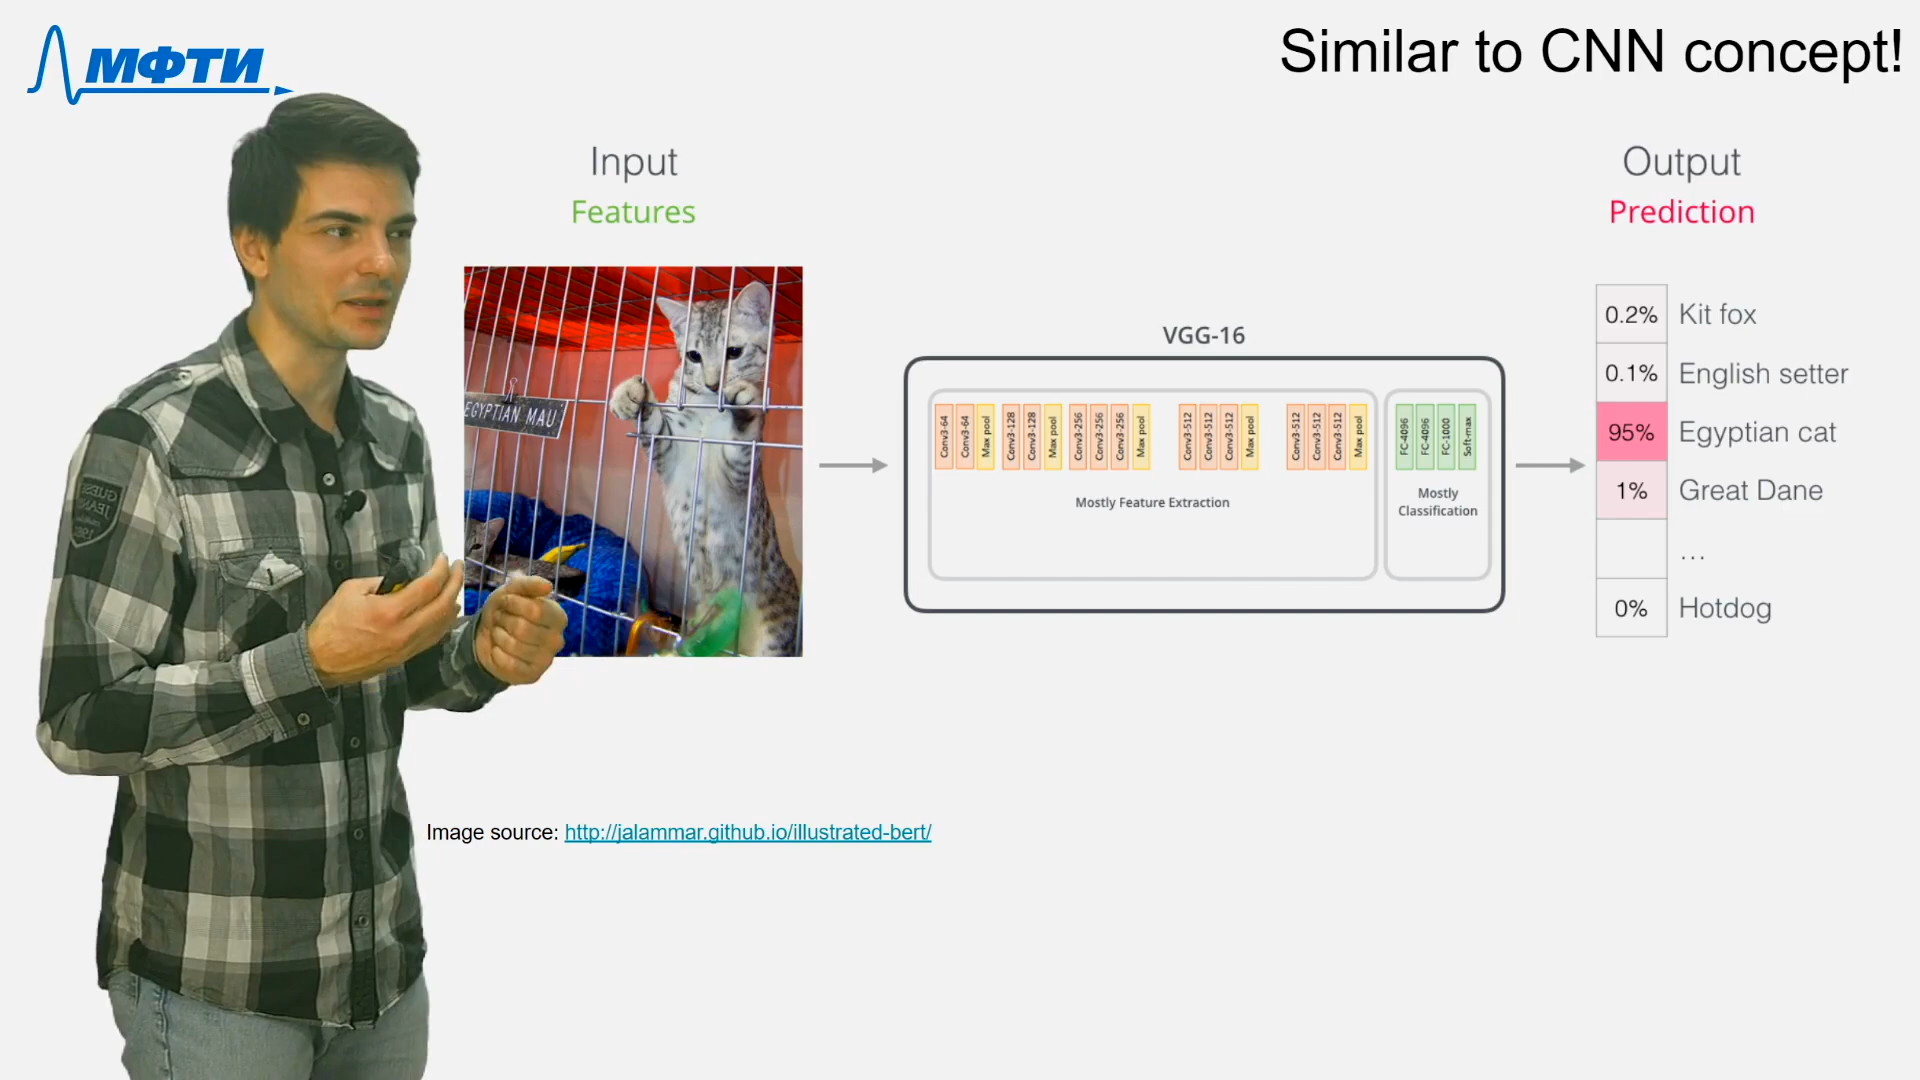 МФТИ
Similar to CNN concept!
Input
Features
Output
Prediction
EGYPTIAN MAU
VGG-16
Conv3-64
Conv3-64
Max pool
Conv3-128
Conv3-128
Max pool
Conv3-256
Conv3-256
Conv3-256
Max pool
Conv3-512
Conv3-512
Conv3-512
Max pool
Conv3-512
Conv3-512
Conv3-512
Max pool
FC-4096
FC-4096
FC-1000
Soft-max
Mostly Feature Extraction
Mostly
Classification
0.2% Kit fox
0.1% English setter
95% Egyptian cat
1% Great Dane
...
0% Hotdog
GUESS
JEANS
Image source: http://jalammar.github.io/illustrated-bert/